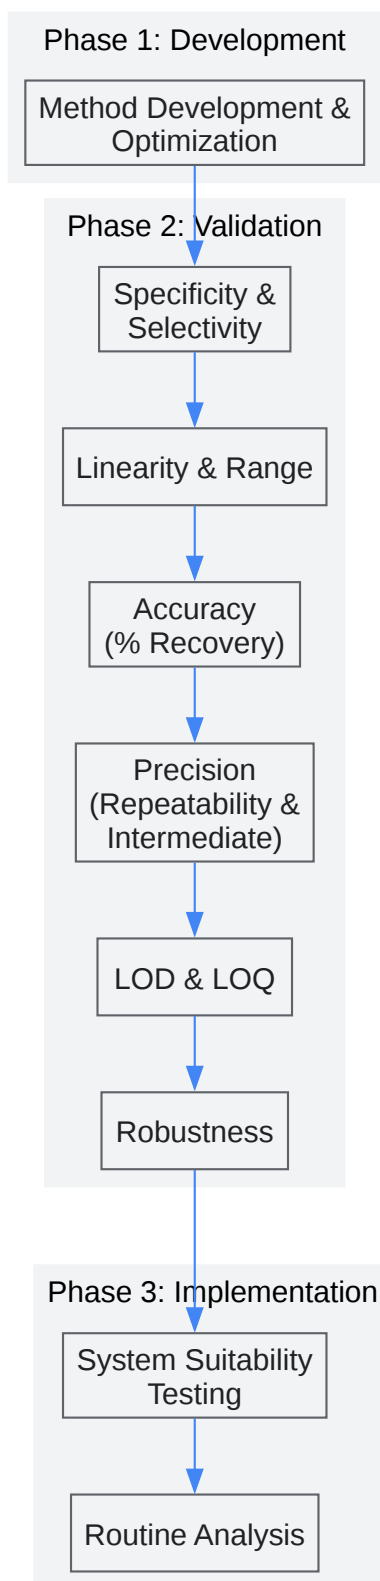 Phase 1: Development
Method Development &
Optimization
Phase 2: Validation
Specificity &
Selectivity
Linearity & Range
Accuracy
(% Recovery)
Precision
(Repeatability &
Intermediate)
LOD & LOQ
Robustness
Phase 3: Implementation
System Suitability
Testing
Routine Analysis